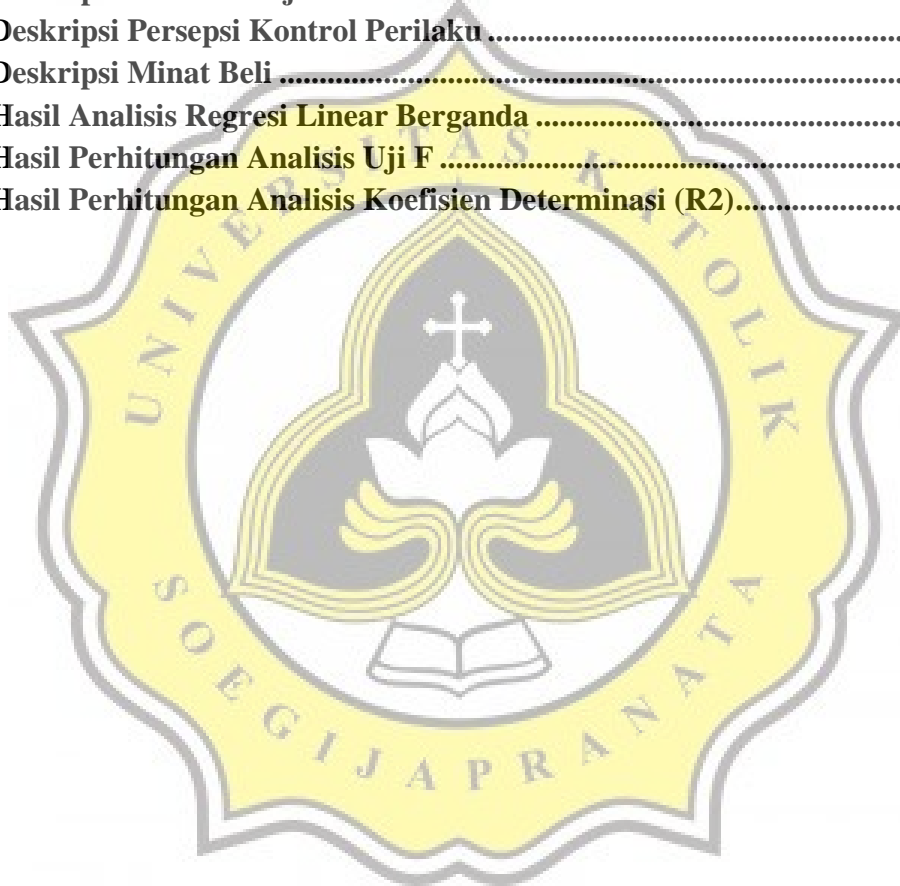 Deskripsi Persepsi Kontrol Perilaku
Deskripsi Minat Beli
Hasil Analisis Regresi Linear Berganda
Hasil Perhitungan Analisis Uji F
Hasil Perhitungan Analisis Koefisien Determinasi (R2)
UNIVERSITAS KATOLIK
SOEGIJAPRANATA